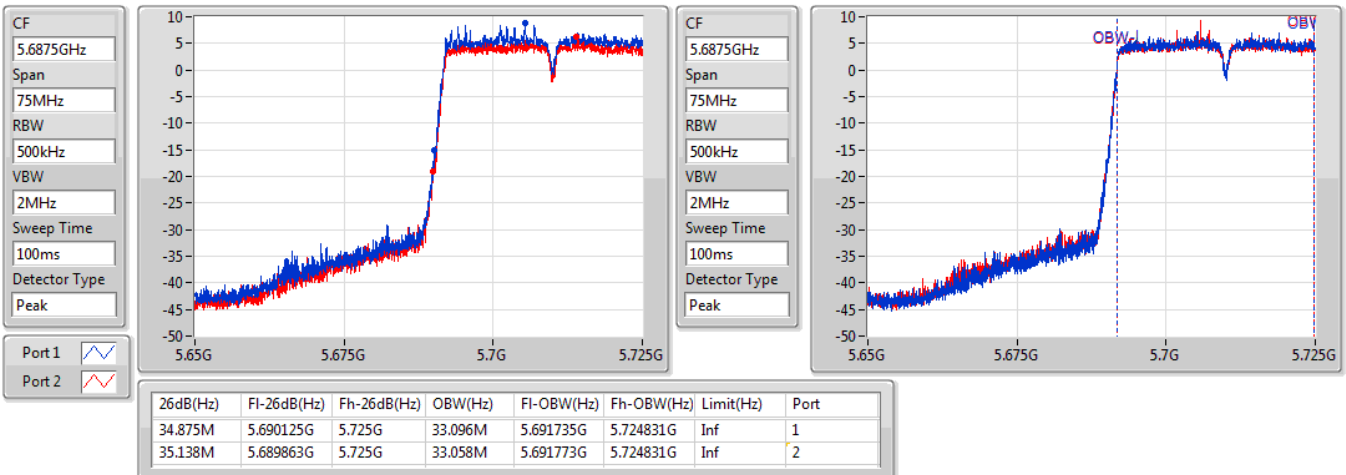 CF
5.6875GHz
Span
75MHz
RBW
500kHz
VBW
2MHz
Sweep Time
100ms
Detector Type
Peak
Port 1
Port 2
10
5
0
-5
-10
-15
-20
-25
-30
-35
-40
-45
-50
5.65G 5.675G 5.7G 5.725G
CF
5.6875GHz
Span
75MHz
RBW
500kHz
VBW
2MHz
Sweep Time
100ms
Detector Type
Peak
10
5
0
-5
-10
-15
-20
-25
-30
-35
-40
-45
-50
OBW
OBW
5.65G 5.675G 5.7G 5.725G
26dB(Hz) Fl-26dB(Hz) Fh-26dB(Hz) OBW(Hz) Fl-OBW(Hz) Fh-OBW(Hz) Limit(Hz) Port
34.875M 5.690125G 5.725G 33.096M 5.691735G 5.724831G Inf 1
35.138M 5.689863G 5.725G 33.058M 5.691773G 5.724831G Inf 2